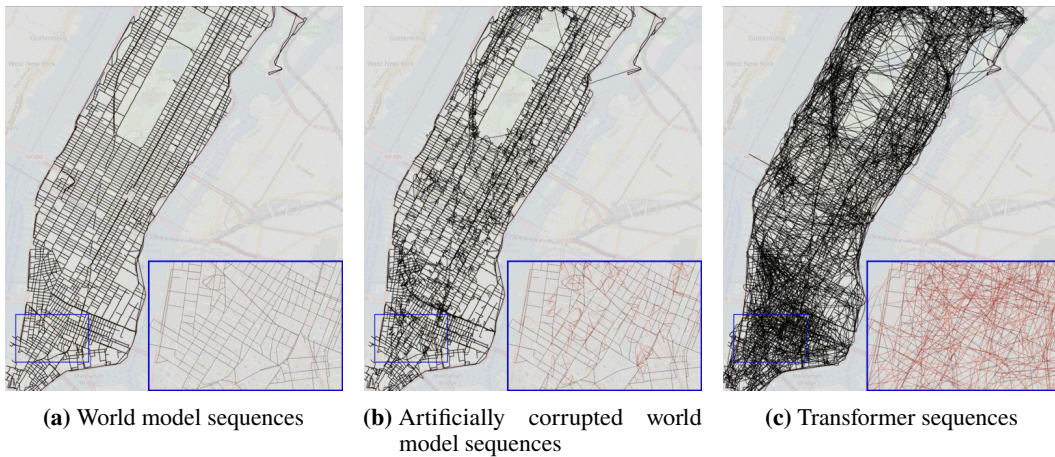 Guttenberg
West New York
Guttenberg
West New York
Guttenberg
West New York
(a) World model sequences
(b) Artificially corrupted world
model sequences
(c) Transformer sequences